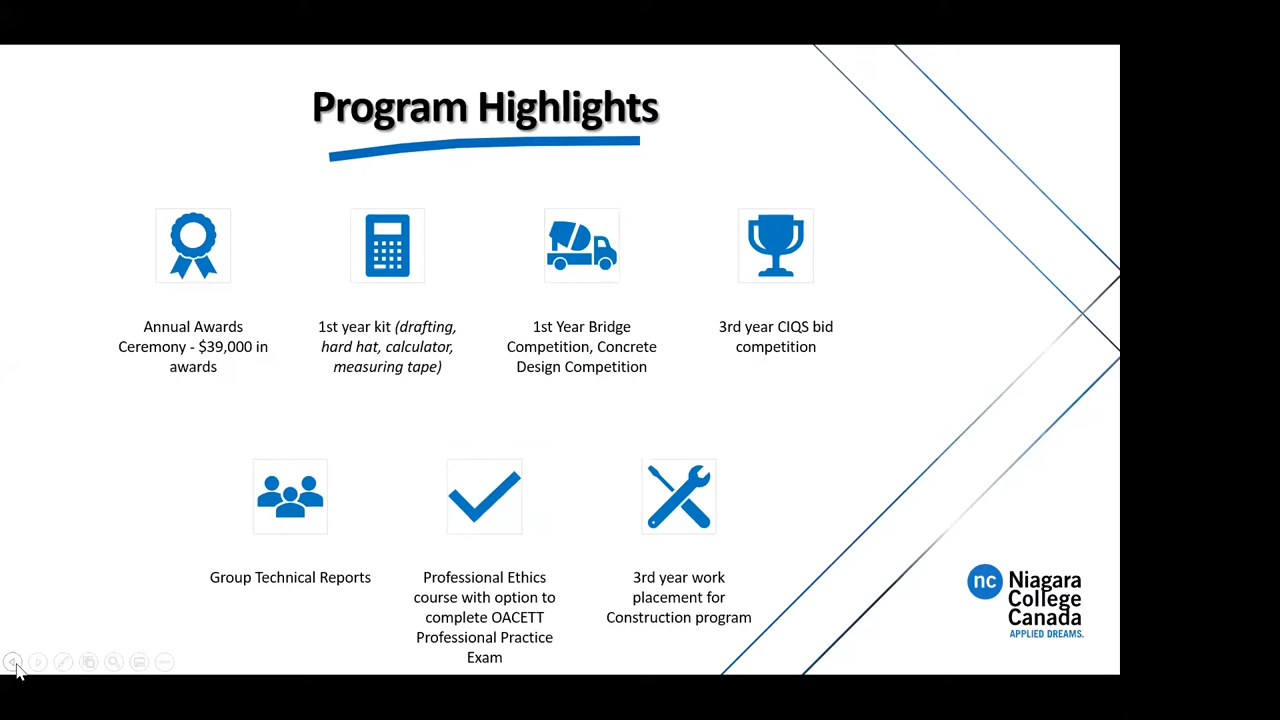 Program Highlights
Annual Awards
Ceremony - $39,000 in
awards
1st year kit (drafting,
hard hat, calculator,
measuring tape)
1st Year Bridge
Competition, Concrete
Design Competition
3rd year CIQS bid
competition
Group Technical Reports
Professional Ethics
course with option to
complete OACETT
Professional Practice
Exam
3rd year work
placement for
Construction program
nc
Niagara
College
Canada
APPLIED DREAMS.